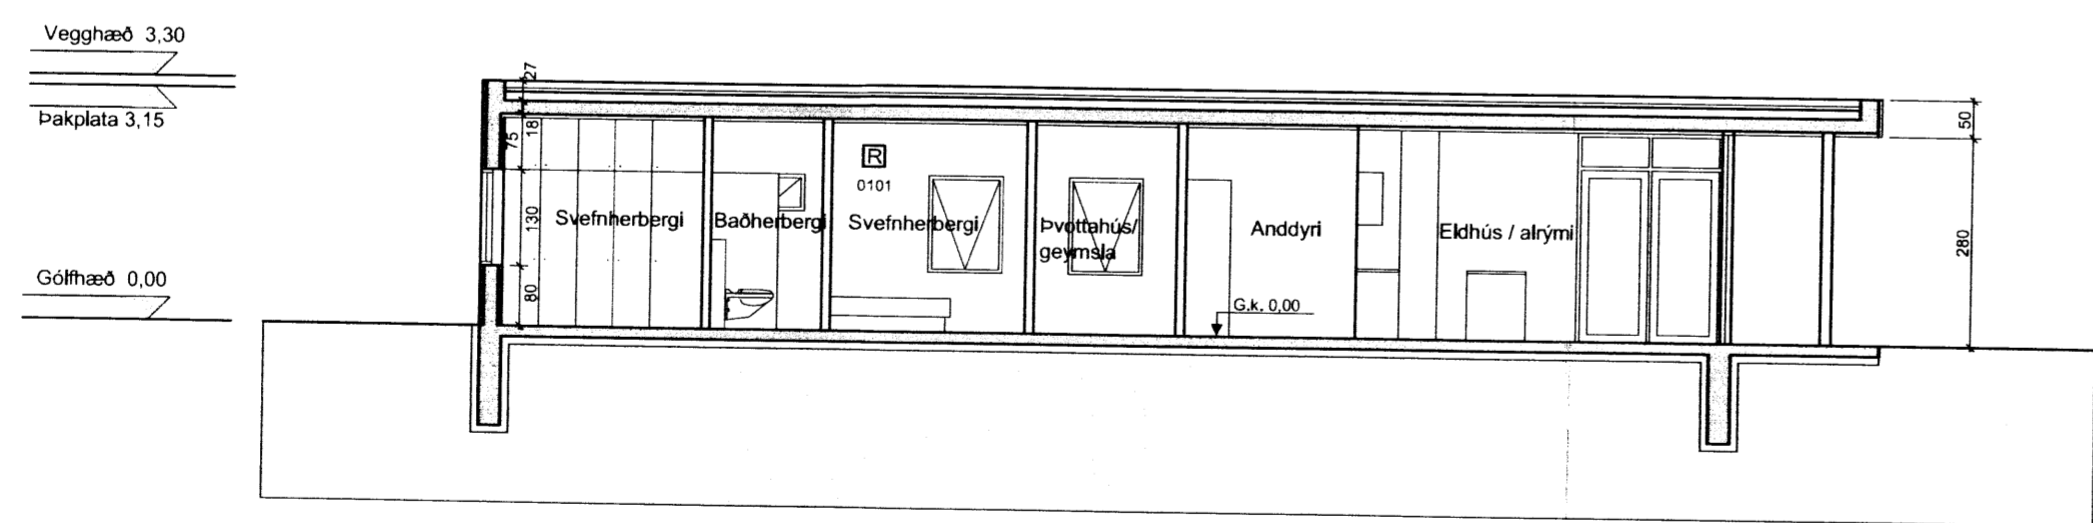 Vegghæð 3,30
Þakplata 3,15
Gólfhæð 0,00
27
18
75
130
80
Svefnherbergi
Baðherbergi
R
0101
Svefnherbergi
Þvottahús/
geymsla
Anddyri
G.k. 0,00
Eldhús / alrými
50
280